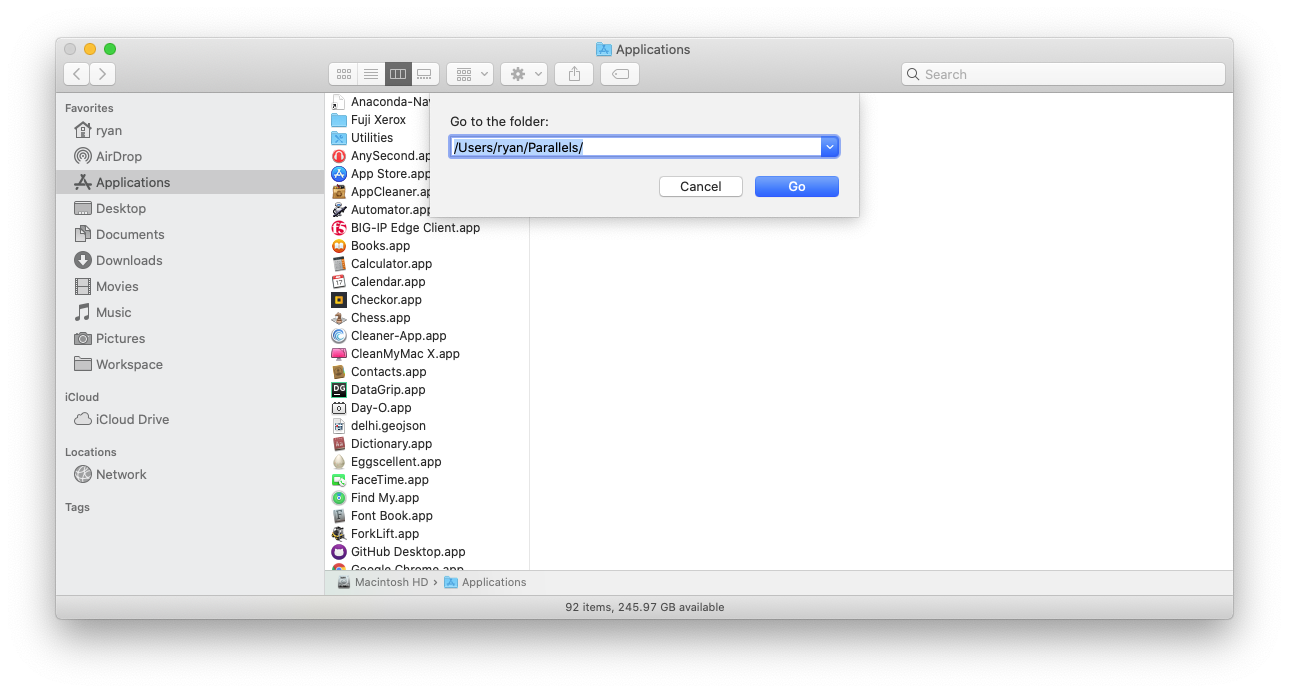 Applications
Search
Favorites
ryan
AirDrop
Applications
Desktop
Documents
Downloads
Movies
Music
Pictures
Workspace
iCloud
iCloud Drive
Locations
Network
Tags
Anaconda-Na
Fuji Xerox
Utilities
AnySecond.ap
App Store.app
AppCleaner.ap
Automator.app
BIG-IP Edge Client.app
Books.app
Calculator.app
Calendar.app
Checkor.app
Chess.app
Cleaner-App.app
CleanMyMac X.app
Contacts.app
DataGrip.app
Day-O.app
delhi.geojson
Dictionary.app
Eggscellent.app
FaceTime.app
Find My.app
Font Book.app
ForkLift.app
GitHub Desktop.app
Google Chrome.app
Go to the folder:
/Users/ryan/Parallels/
Cancel
Go
Macintosh HD › Applications
92 items, 245.97 GB available